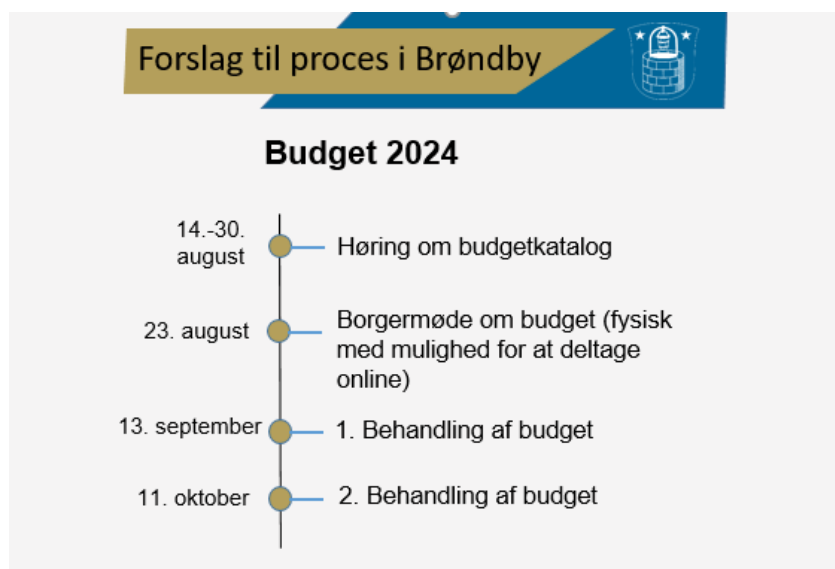 Forslag til proces i Brøndby
Budget 2024
14.-30.
august
Høring om budgetkatalog
23. august
Borgermøde om budget (fysisk
med mulighed for at deltage
online)
13. september
1. Behandling af budget
11. oktober
2. Behandling af budget